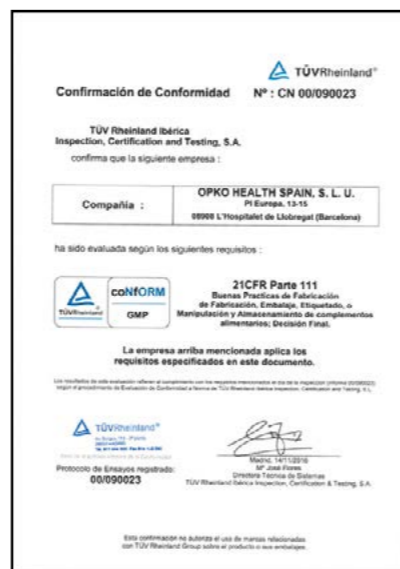 TÜVRheinland®
Confirmación de Conformidad Nº : CN 00/090023
TÜV Rheinland Ibérica
Inspection, Certification and Testing, S.A.
confirma que la siguiente empresa :
Compañia :
OPKO HEALTH SPAIN, S. L. U.
Pl Europa, 13-15
08908 L'Hospitalet de Llobregat (Barcelona)
ha sido evaluada según los siguientes requisitos :
TÜVRheinland
coNfORM
GMP
21CFR Parte 111
Buenas Practicas de Fabricación
de Fabricación, Embalaje, Etiquetado, o
Manipulación y Almacenamiento de complementos
alimentarios; Decisión Final.
La empresa arriba mencionada aplica los
requisitos especificados en este documento.
TÜVRheinland®
Protocolo de Ensayos registrado:
00/090023
Madrid, 14/11/2016
Mª José Flores
Directora Técnica de Sistemas
TÜV Rheinland Ibérica Inspection, Certification & Testing, S.A.
Esta confirmación no autoriza el uso de marcas relacionadas
con TÜV Rheinland Group sobre el producto o sus embalajes.